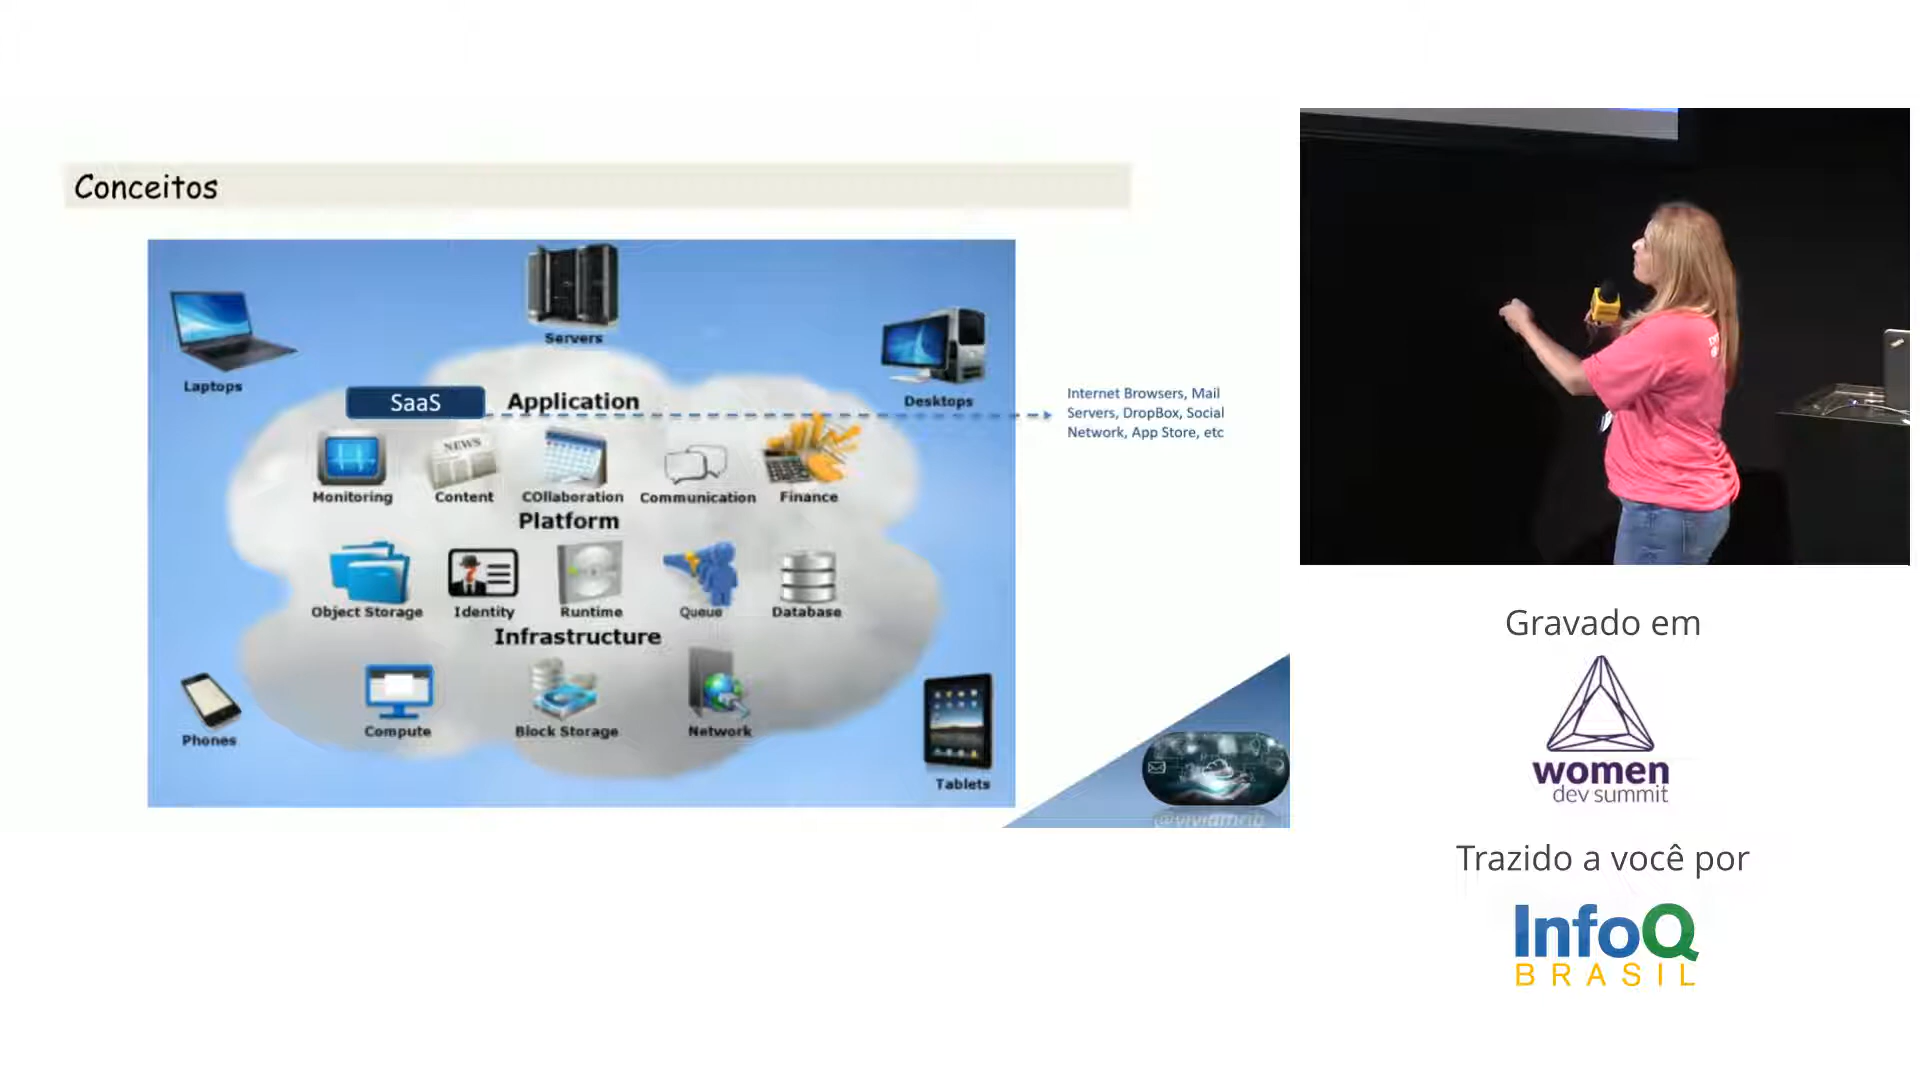 Conceitos
Servers
Laptops
Desktops
SaaS
Application
Internet Browsers, Mail
Servers, DropBox, Social
Network, App Store, etc
NEWS
Monitoring
Content
COllaboration
Communication
Finance
Platform
Object Storage
Identity
Runtime
Queue
Database
Infrastructure
Compute
Block Storage
Network
Phones
Tablets
Gravado em
women
dev summit
Trazido a você por
InfoQ
BRASIL